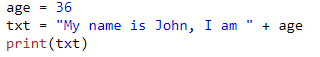 age = 36
txt = "My name is John, I am " + age
print(txt)